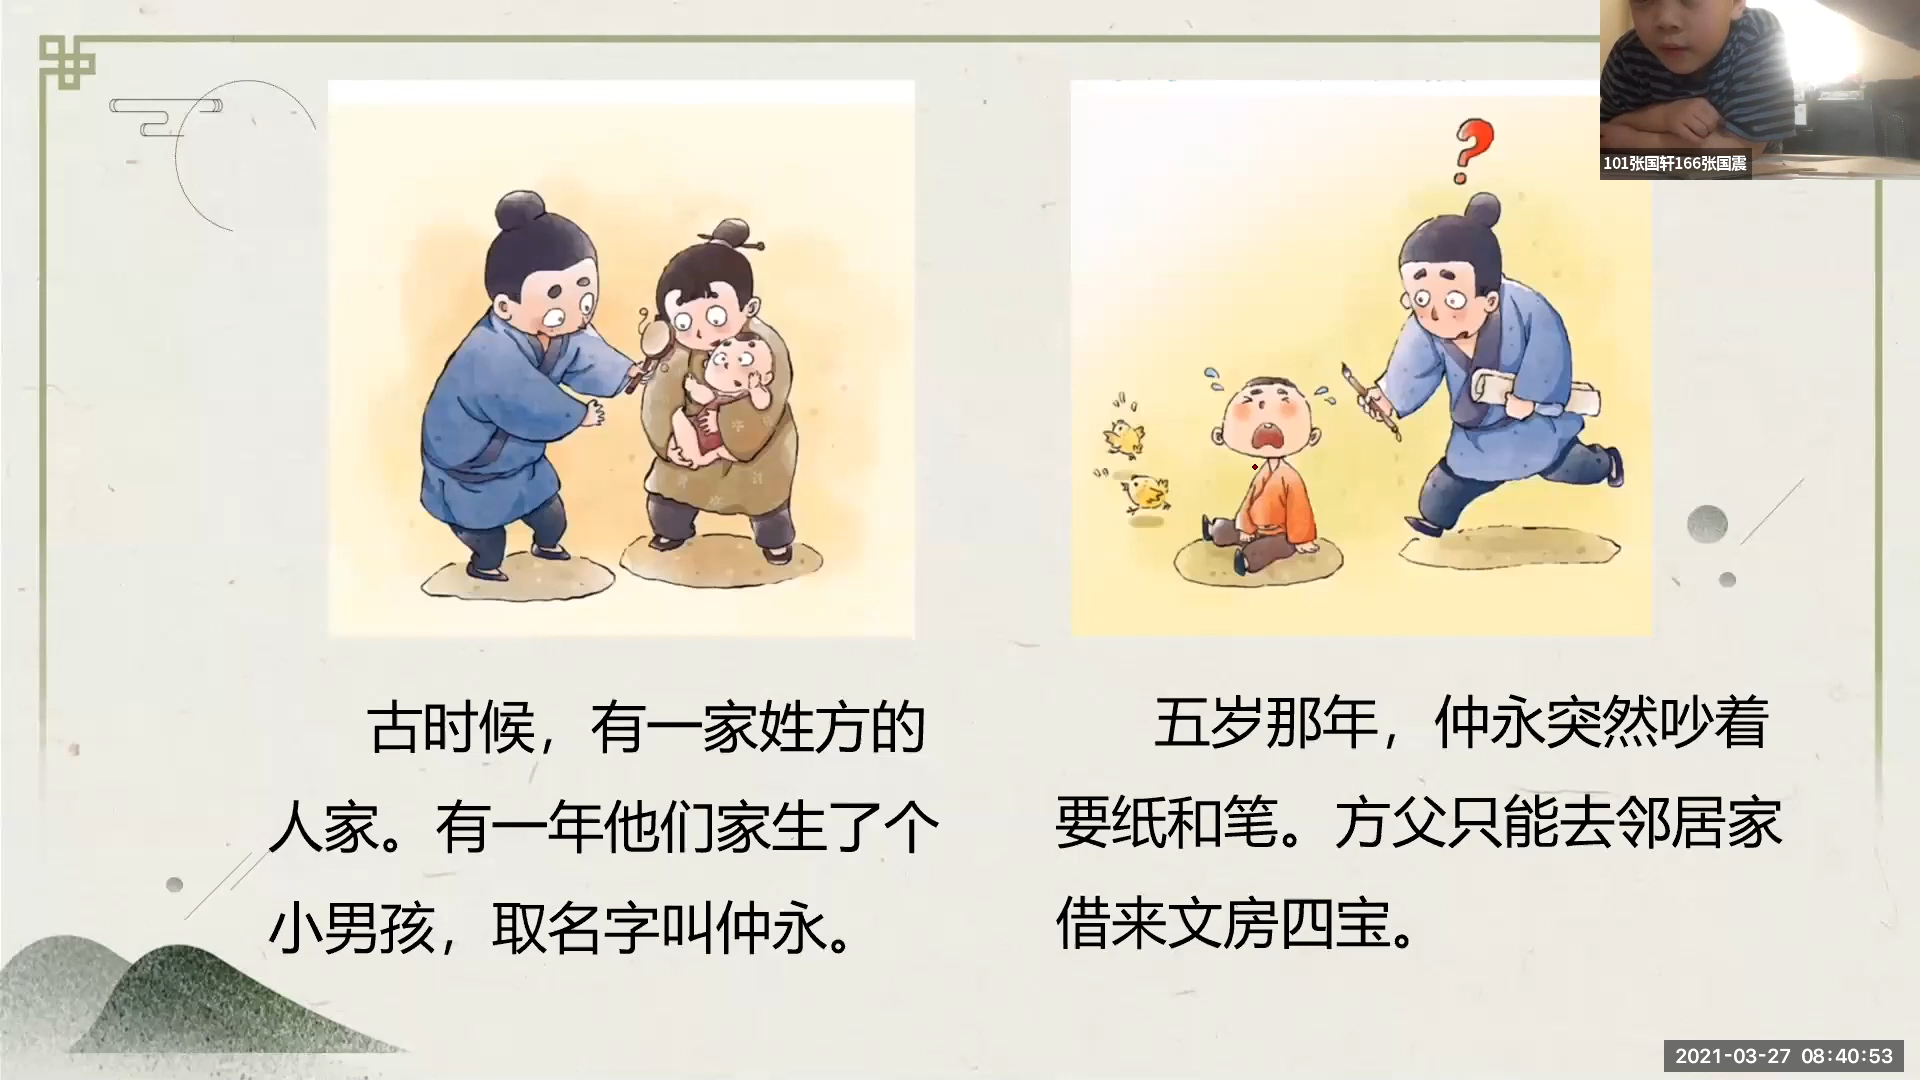 101张国轩166张国震
?
古时候，有一家姓方的
人家。有一年他们家生了个
小男孩，取名字叫仲永。
五岁那年，仲永突然吵着
要纸和笔。方父只能去邻居家
借来文房四宝。
2021-03-27 08:40:53